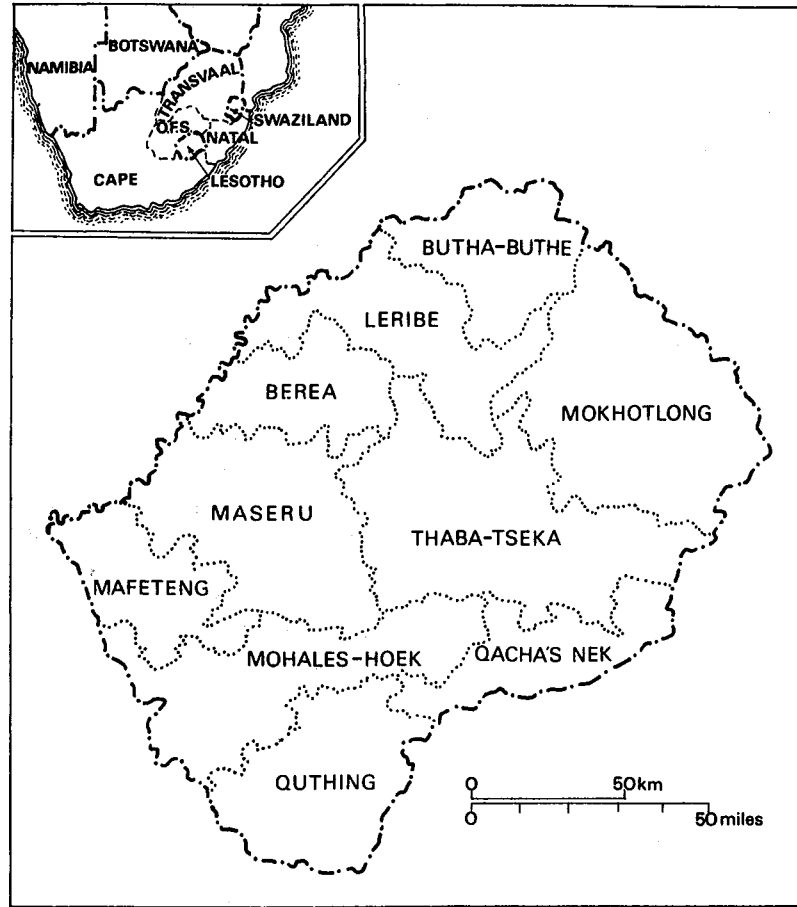 BOTSWANA
NAMIBIA
TRANSVAAL
O.F.S.
NATAL
SWAZILAND
CAPE
LESOTHO
BUTHA-BUTHE
LERIBE
BEREA
MOKHOTLONG
MASERU
THABA-TSEKA
MAFETENG
MOHALES-HOEK
QACHA'S NEK
QUTHING
0 50km
0 50 miles